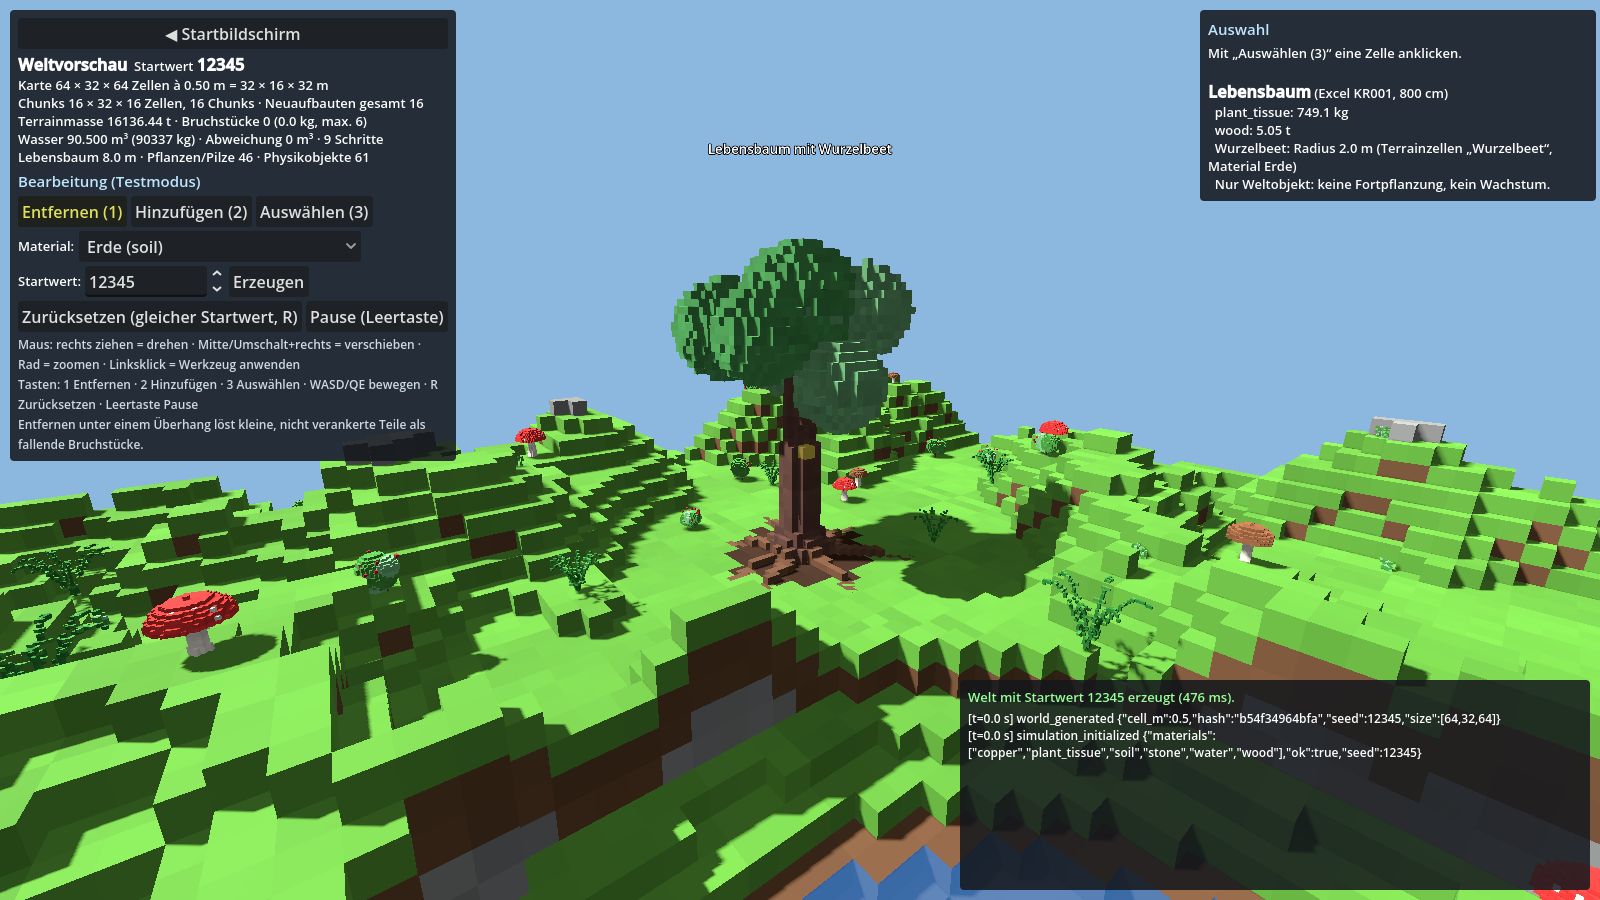 ◀ Startbildschirm
Weltvorschau Startwert 12345
Karte 64 × 32 × 64 Zellen à 0.50 m = 32 × 16 × 32 m
Chunks 16 × 32 × 16 Zellen, 16 Chunks · Neuaufbauten gesamt 16
Terrainmasse 16136.44 t · Bruchstücke 0 (0.0 kg, max. 6)
Wasser 90.500 m³ (90337 kg) · Abweichung 0 m³ · 9 Schritte
Lebensbaum 8.0 m · Pflanzen/Pilze 46 · Physikobjekte 61
Bearbeitung (Testmodus)
Entfernen (1) Hinzufügen (2) Auswählen (3)
Material: Erde (soil)
Startwert: 12345 Erzeugen
Zurücksetzen (gleicher Startwert, R) Pause (Leertaste)
Maus: rechts ziehen = drehen · Mitte/Umschalt+rechts = verschieben ·
Rad = zoomen · Linksklick = Werkzeug anwenden
Tasten: 1 Entfernen · 2 Hinzufügen · 3 Auswählen · WASD/QE bewegen · R
Zurücksetzen · Leertaste Pause
Entfernen unter einem Überhang löst kleine, nicht verankerte Teile als
fallende Bruchstücke.
Lebensbaum mit Wurzelbeet
Auswahl
Mit „Auswählen (3)“ eine Zelle anklicken.
Lebensbaum (Excel KR001, 800 cm)
plant_tissue: 749.1 kg
wood: 5.05 t
Wurzelbeet: Radius 2.0 m (Terrainzellen „Wurzelbeet“,
Material Erde)
Nur Weltobjekt: keine Fortpflanzung, kein Wachstum.
Welt mit Startwert 12345 erzeugt (476 ms).
[t=0.0 s] world_generated {"cell_m":0.5,"hash":"b54f34964bfa","seed":12345,"size":[64,32,64]}
[t=0.0 s] simulation_initialized {"materials":
["copper","plant_tissue","soil","stone","water","wood"],"ok":true,"seed":12345}